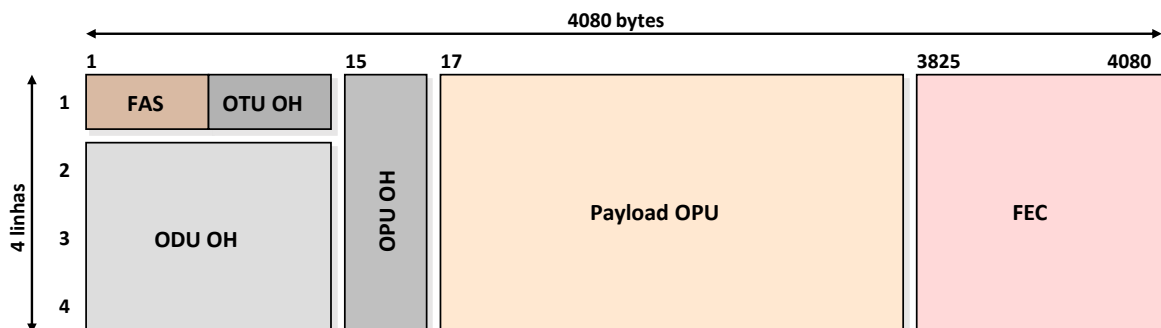 4080 bytes
1 15 17 3825 4080
1 FAS OTU OH
2
3
4
4 linhas
ODU OH
OPU OH
Payload OPU
FEC